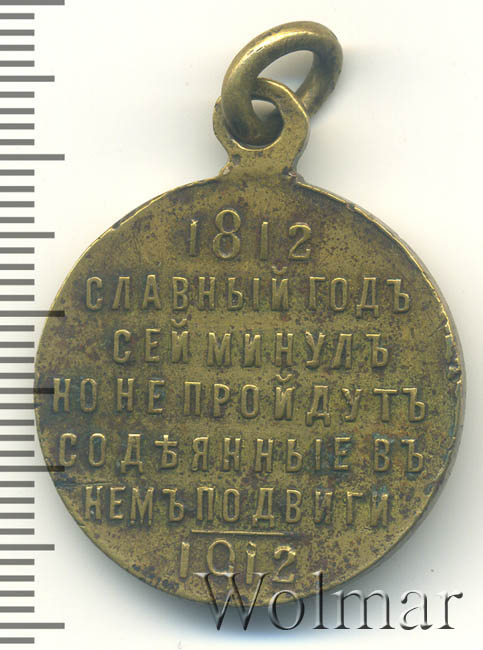 1812
СЛАВНЫЙ ГОДЪ
СЕЙ МИНУЛЪ
НО НЕ ПРОЙДУТЪ
СОДѢЯННЫЕ ВЪ
НЕМЪ ПОДВИГИ
1912
Wolmar